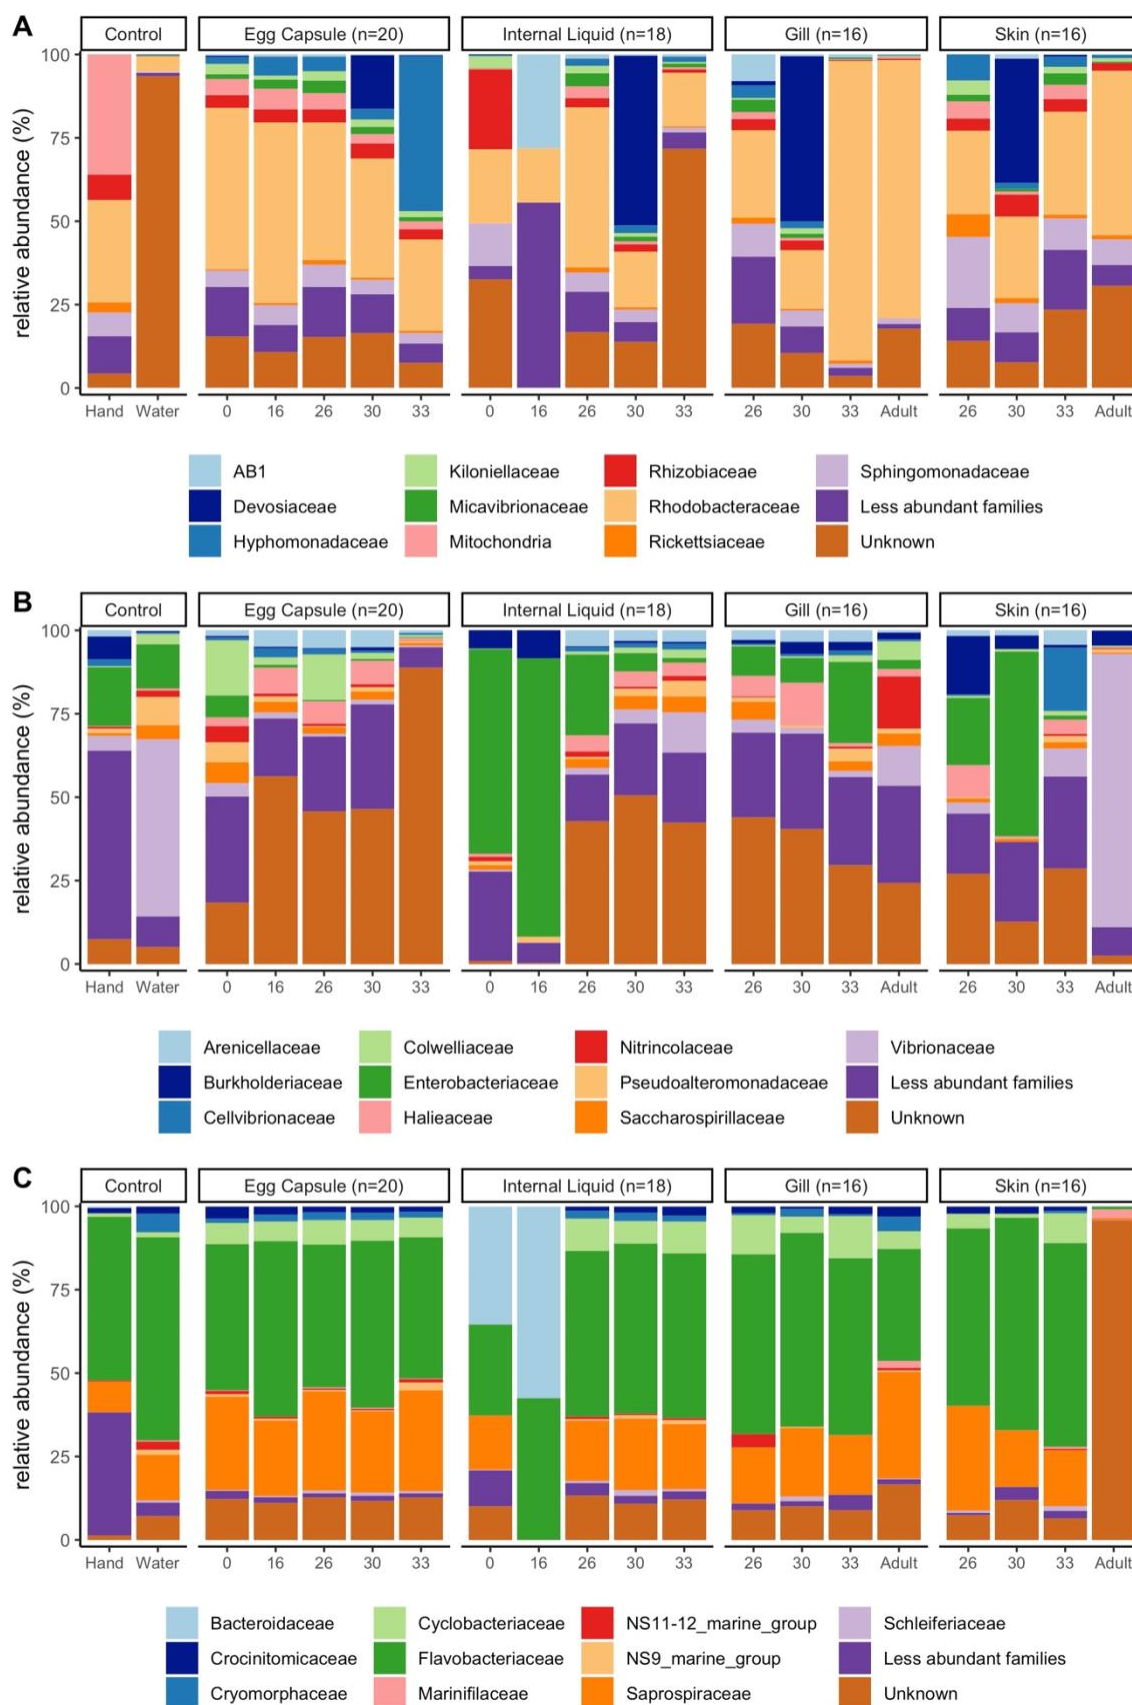 A
Control Egg Capsule (n=20) Internal Liquid (n=18) Gill (n=16) Skin (n=16)
100
75
50
25
0
relative abundance (%)
Hand Water 0 16 26 30 33 0 16 26 30 33 26 30 33 Adult 26 30 33 Adult
AB1 Kiloniellaceae Rhizobiaceae Sphingomonadaceae
Devosiaceae Micavibrionaceae Rhodobacteraceae Less abundant families
Hyphomonadaceae Mitochondria Rickettsiaceae Unknown
B
Control Egg Capsule (n=20) Internal Liquid (n=18) Gill (n=16) Skin (n=16)
100
75
50
25
0
relative abundance (%)
Hand Water 0 16 26 30 33 0 16 26 30 33 26 30 33 Adult 26 30 33 Adult
Arenicellaceae Colwelliaceae Nitrincolaceae Vibrionaceae
Burkholderiaceae Enterobacteriaceae Pseudoalteromonadaceae Less abundant families
Cellvibrionaceae Halieaceae Saccharospirillaceae Unknown
C
Control Egg Capsule (n=20) Internal Liquid (n=18) Gill (n=16) Skin (n=16)
100
75
50
25
0
relative abundance (%)
Hand Water 0 16 26 30 33 0 16 26 30 33 26 30 33 Adult 26 30 33 Adult
Bacteroidaceae Cyclobacteriaceae NS11-12_marine_group Schleiferiaceae
Crocinitomicaceae Flavobacteriaceae NS9_marine_group Less abundant families
Cryomorphaceae Marinifilaceae Saprospiraceae Unknown